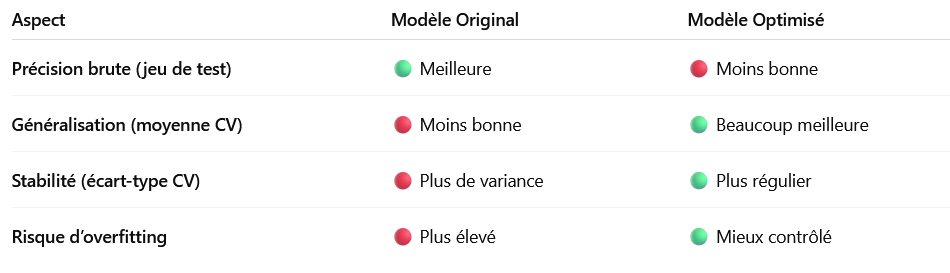 Aspect Modèle Original Modèle Optimisé
Précision brute (jeu de test) Meilleure Moins bonne
Généralisation (moyenne CV) Moins bonne Beaucoup meilleure
Stabilité (écart-type CV) Plus de variance Plus régulier
Risque d’overfitting Plus élevé Mieux contrôlé